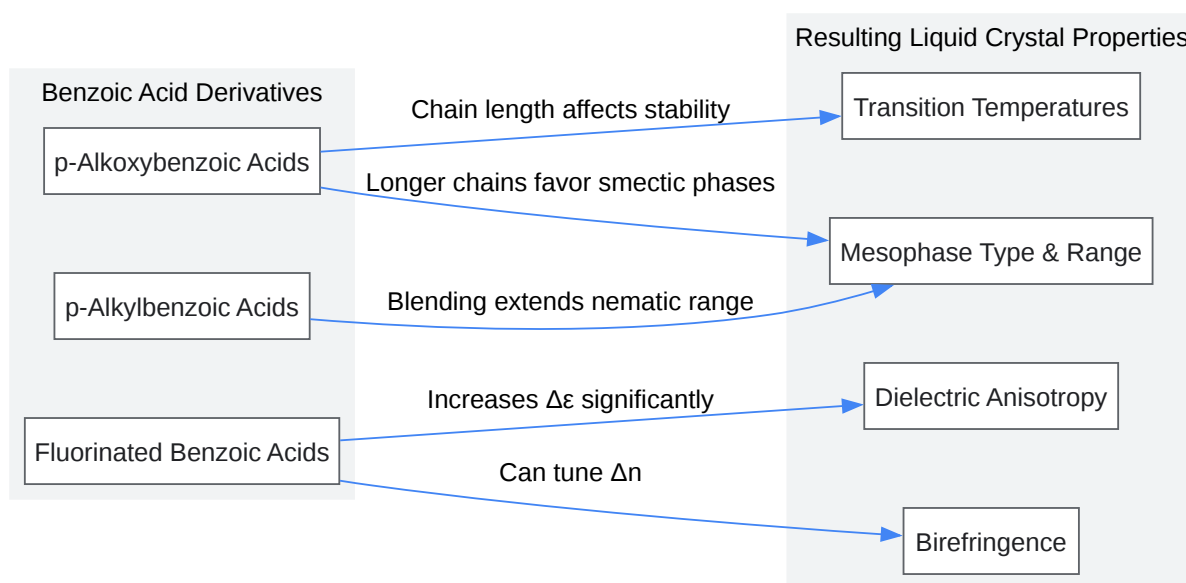 Resulting Liquid Crystal Properties
Benzoic Acid Derivatives
Chain length affects stability
Transition Temperatures
p-Alkoxybenzoic Acids
Longer chains favor smectic phases
Mesophase Type & Range
p-Alkylbenzoic Acids
Blending extends nematic range
Increases Δε significantly
Dielectric Anisotropy
Fluorinated Benzoic Acids
Can tune Δn
Birefringence